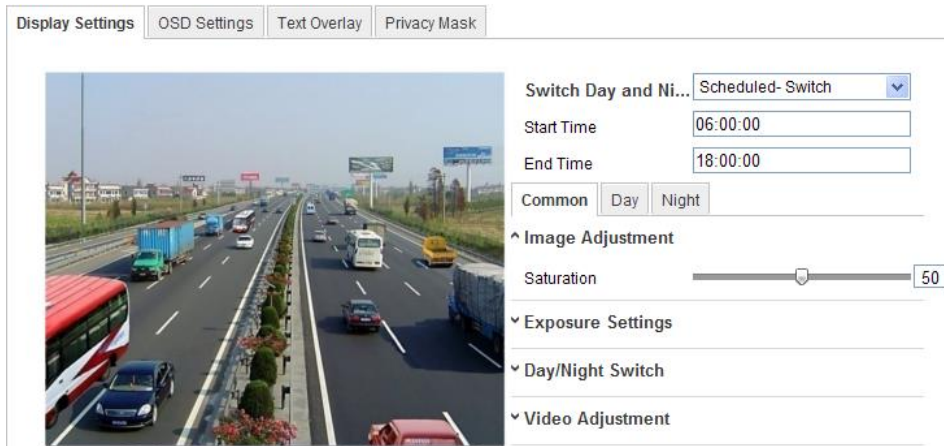 Display Settings OSD Settings Text Overlay Privacy Mask
Switch Day and Ni... Scheduled- Switch
Start Time 06:00:00
End Time 18:00:00
Common Day Night
Image Adjustment
Saturation 50
Exposure Settings
Day/Night Switch
Video Adjustment